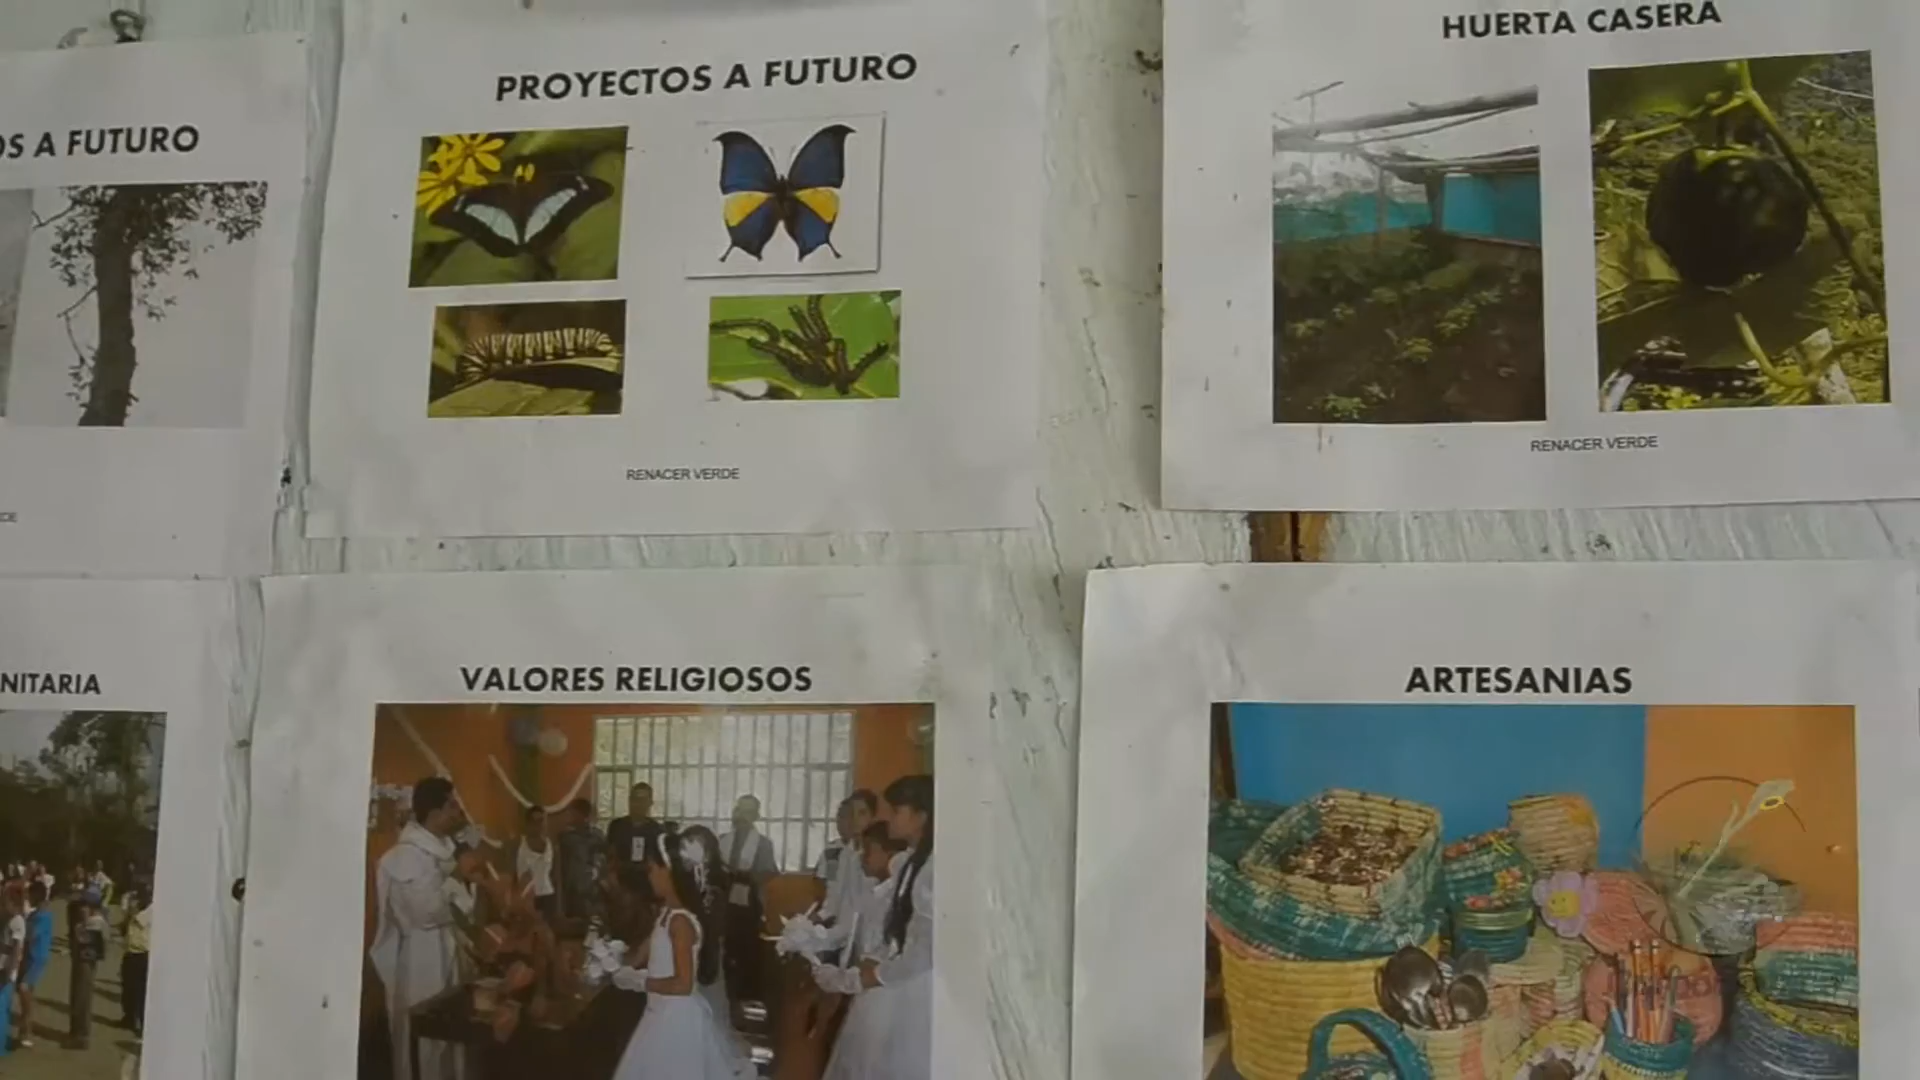 HUERTA CASERA
PROYECTOS A FUTURO
OS A FUTURO
RENACER VERDE
RENACER VERDE
NITARIA
VALORES RELIGIOSOS
ARTESANIAS